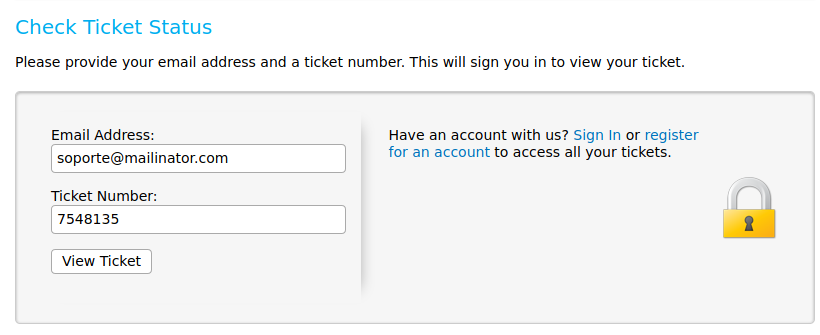 Check Ticket Status
Please provide your email address and a ticket number. This will sign you in to view your ticket.
Email Address:
soporte@mailinator.com
Ticket Number:
7548135
View Ticket
Have an account with us? Sign In or register
for an account to access all your tickets.